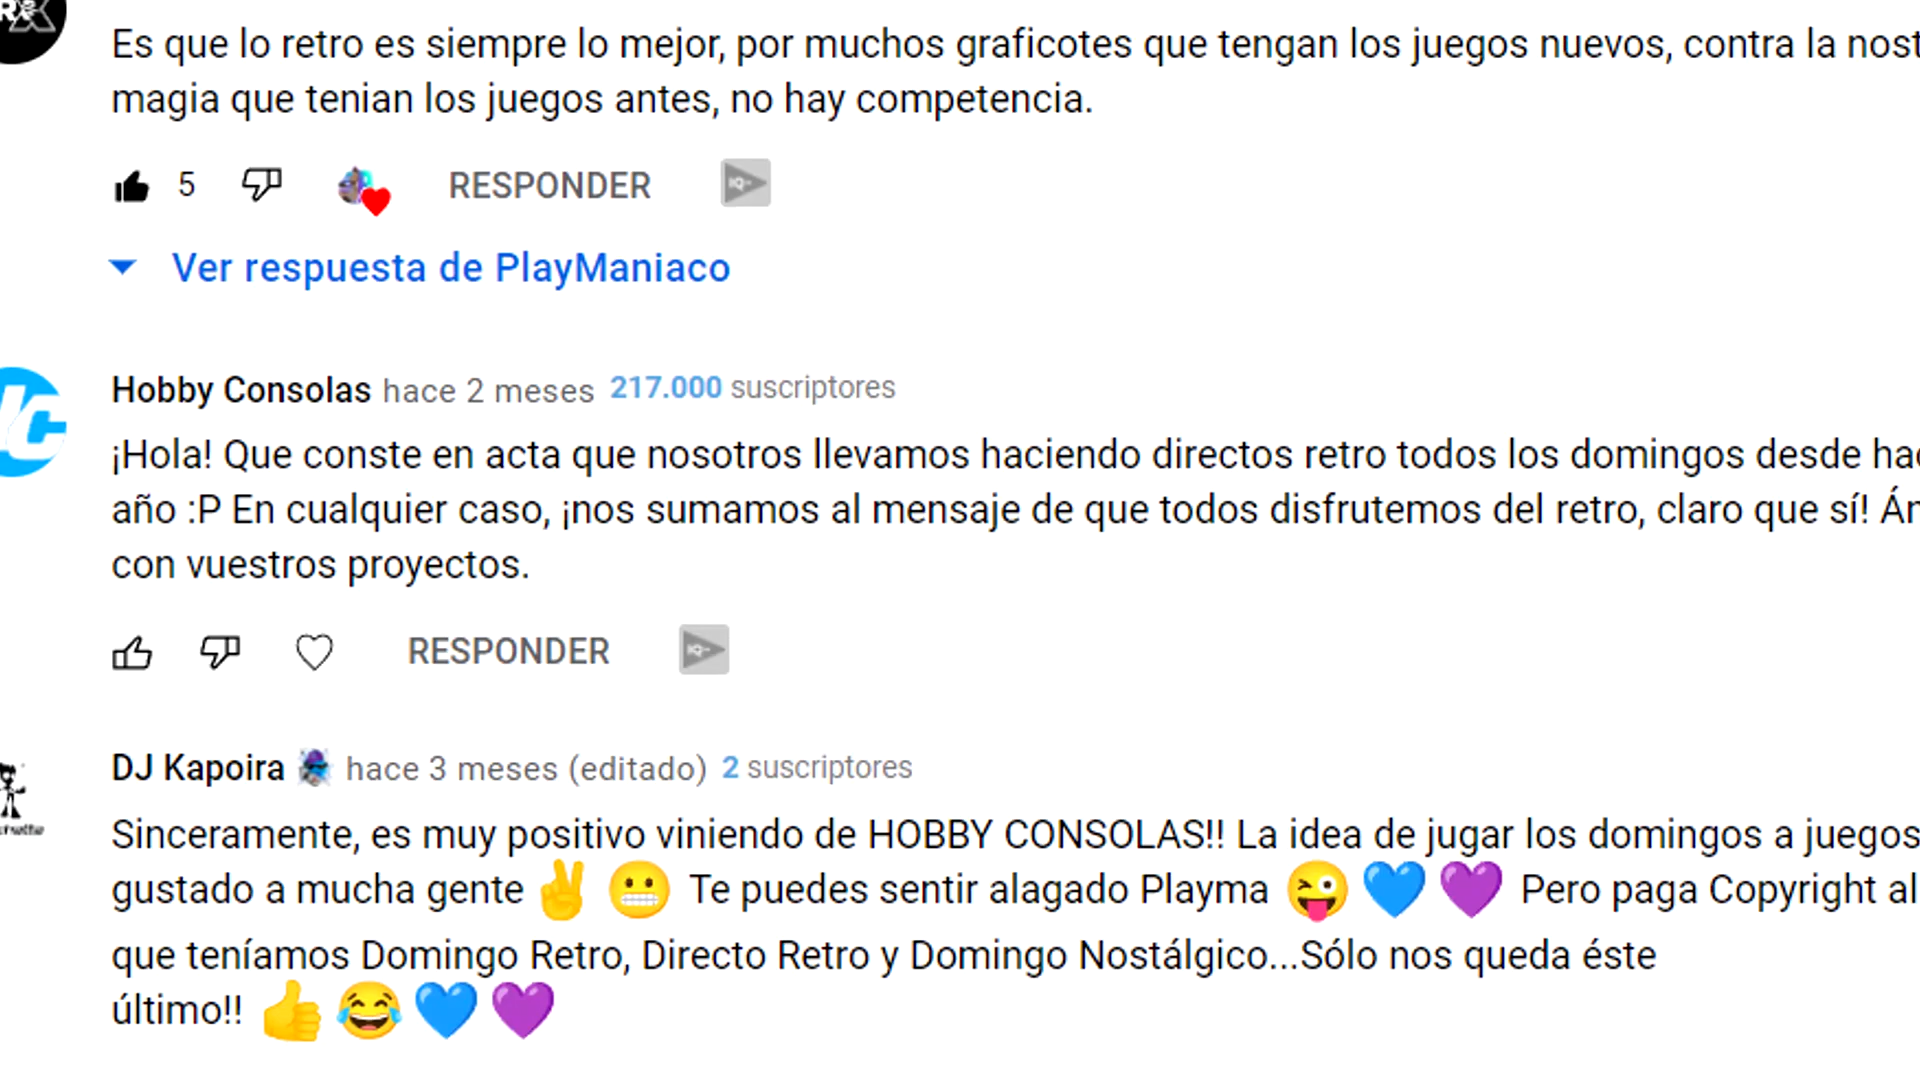 Es que lo retro es siempre lo mejor, por muchos graficotes que tengan los juegos nuevos, contra la
magia que tenian los juegos antes, no hay competencia.
5 RESPONDER
Ver respuesta de PlayManiaco
Hobby Consolas hace 2 meses 217.000 suscriptores
¡Hola! Que conste en acta que nosotros llevamos haciendo directos retro todos los domingos desde
año :P En cualquier caso, ¡nos sumamos al mensaje de que todos disfrutemos del retro, claro que sí!
con vuestros proyectos.
RESPONDER
DJ Kapoira hace 3 meses (editado) 2 suscriptores
Sinceramente, es muy positivo viniendo de HOBBY CONSOLAS!! La idea de jugar los domingos a juegos
gustado a mucha gente ✌️ 😬 Te puedes sentir alagado Playma 😜 💙 💜 Pero paga Copyright al
que teníamos Domingo Retro, Directo Retro y Domingo Nostálgico...Sólo nos queda éste
último!! 👍 😂 💙 💜